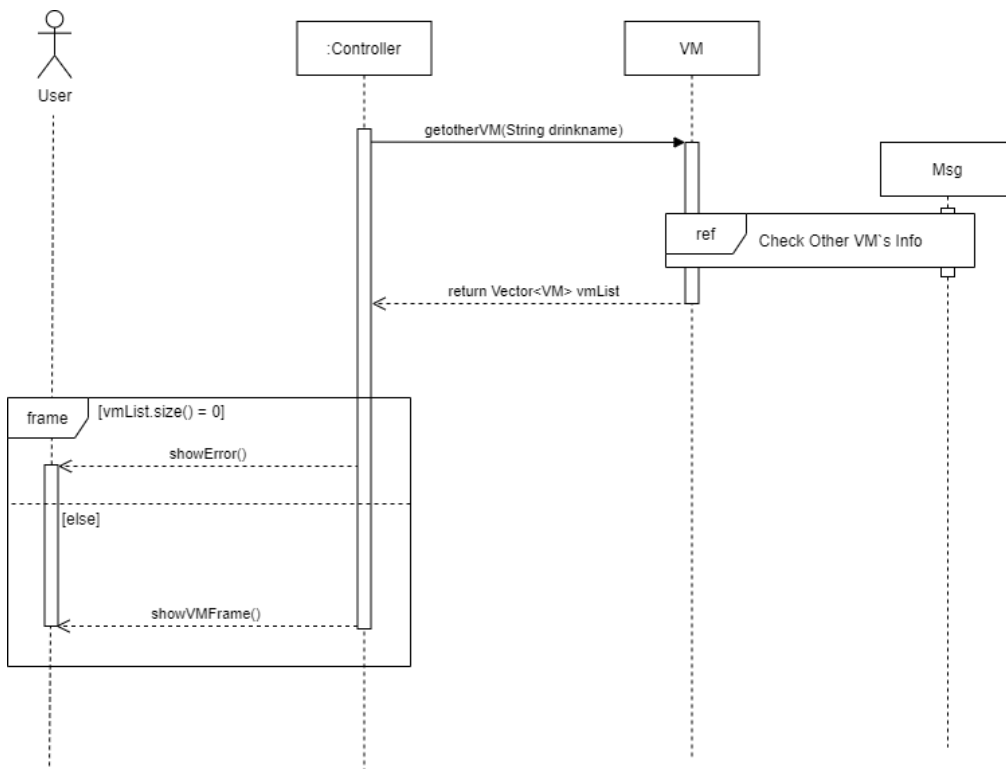 User
:Controller
VM
getotherVM(String drinkname)
Msg
ref
Check Other VM`s Info
return Vector<VM> vmList
frame
[vmList.size() = 0]
showError()
[else]
showVMFrame()